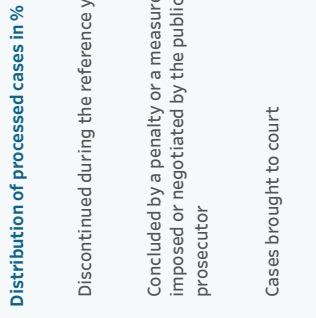 Distribution of processed cases in %
Discontinued during the reference
Concluded by a penalty or a measure
imposed or negotiated by the public
prosecutor
Cases brought to court